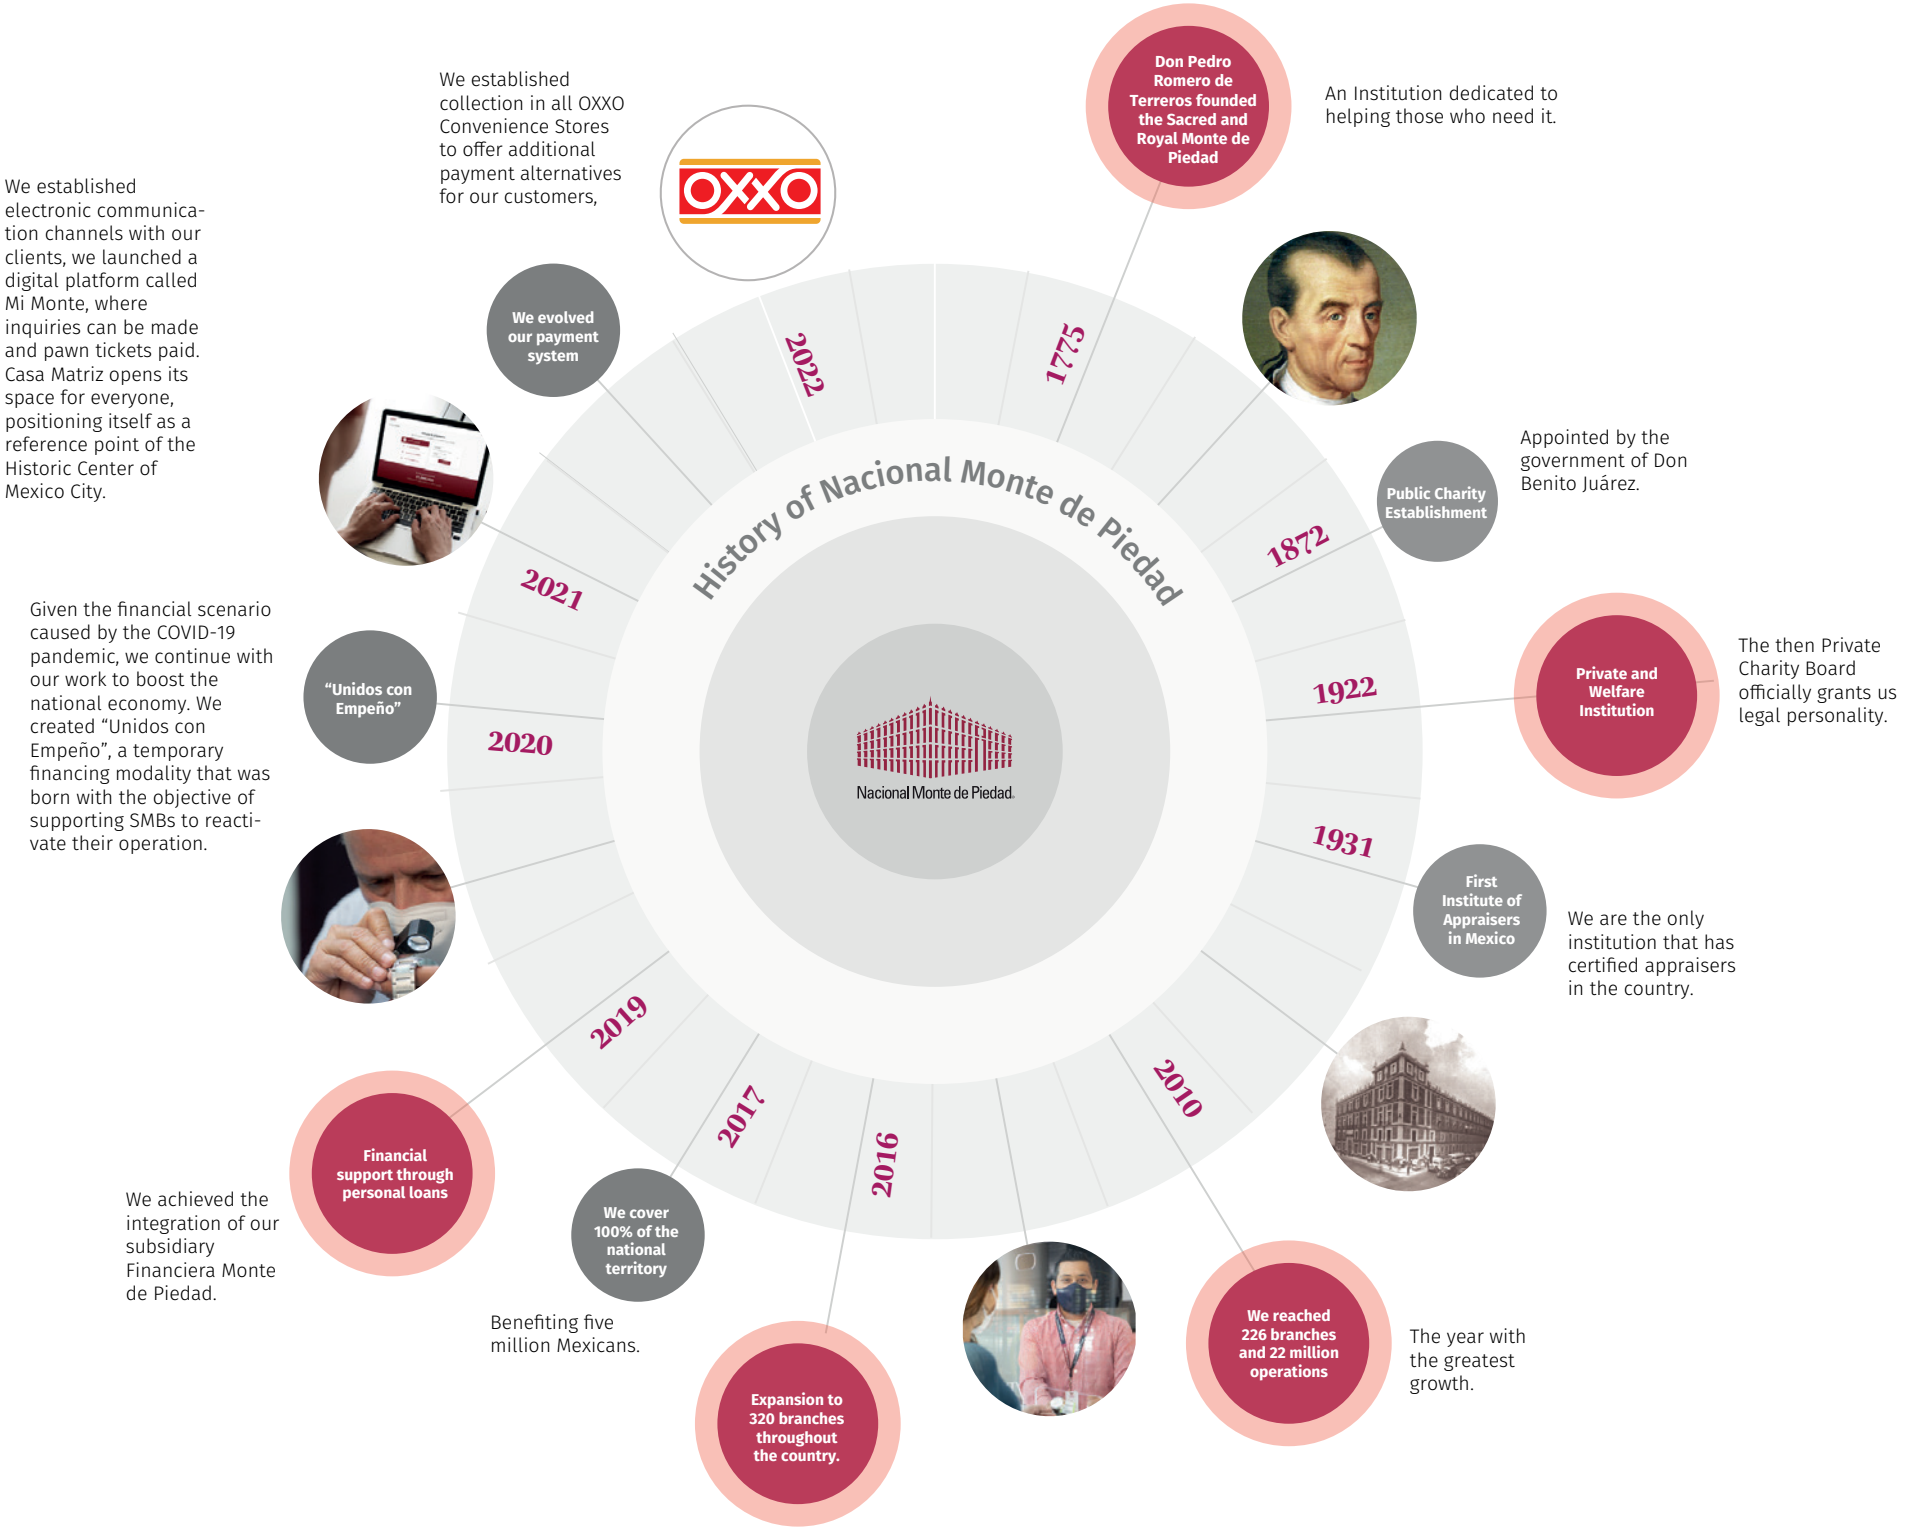 Don Pedro
Romero de
Terreros founded
the Sacred and
Royal Monte de
Piedad
An Institution dedicated to
helping those who need it.
1775
Public Charity
Establishment
Appointed by the
government of Don
Benito Juárez.
1872
Private and
Welfare
Institution
The then Private
Charity Board
officially grants us
legal personality.
1922
First
Institute of
Appraisers
in Mexico
We are the only
institution that has
certified appraisers
in the country.
1931
We reached
226 branches
and 22 million
operations
The year with
the greatest
growth.
2010
Expansion to
320 branches
throughout
the country.
2016
We cover
100% of the
national
territory
Benefiting five
million Mexicans.
2017
Financial
support through
personal loans
We achieved the
integration of our
subsidiary
Financiera Monte
de Piedad.
2019
“Unidos con
Empeño”
Given the financial scenario
caused by the COVID-19
pandemic, we continue with
our work to boost the
national economy. We
created “Unidos con
Empeño”, a temporary
financing modality that was
born with the objective of
supporting SMBs to reacti-
vate their operation.
2020
We evolved
our payment
system
We established
electronic communica-
tion channels with our
clients, we launched a
digital platform called
Mi Monte, where
inquiries can be made
and pawn tickets paid.
Casa Matriz opens its
space for everyone,
positioning itself as a
reference point of the
Historic Center of
Mexico City.
2021
We established
collection in all OXXO
Convenience Stores
to offer additional
payment alternatives
for our customers,
OXXO
2022
History of Nacional Monte de Piedad
Nacional Monte de Piedad